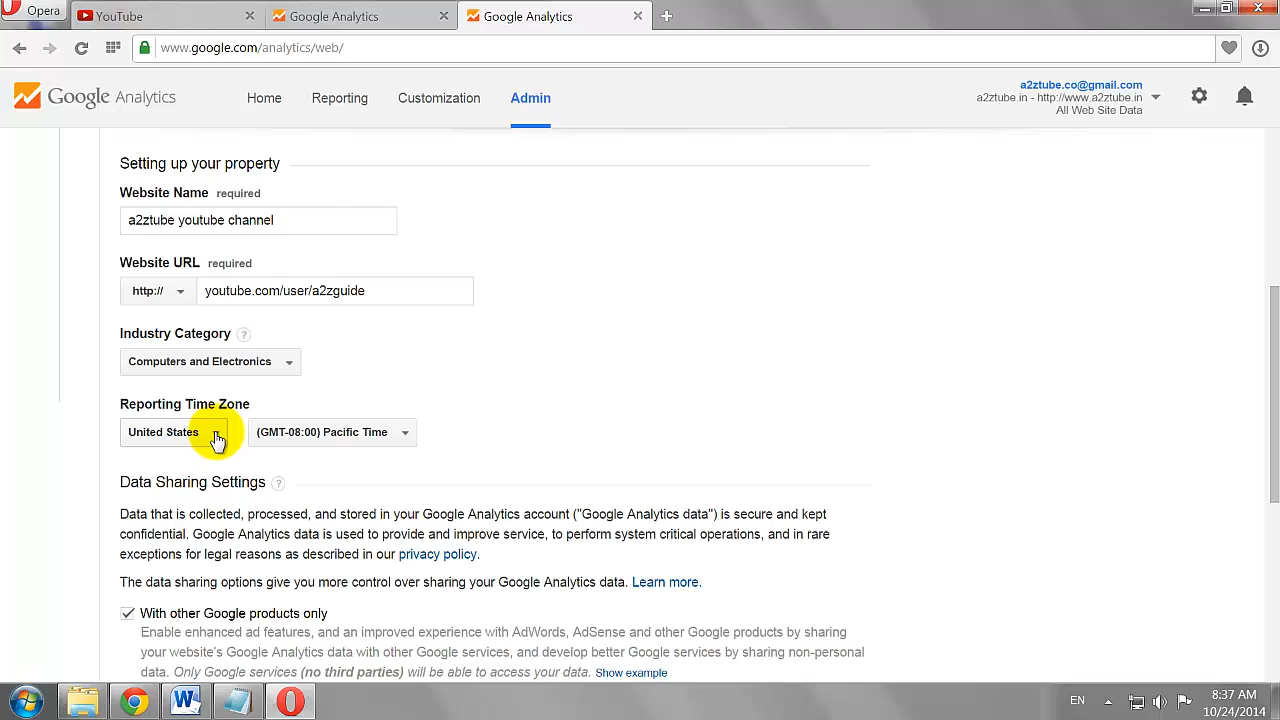 Opera
YouTube
Google Analytics
Google Analytics
www.google.com/analytics/web/
Google Analytics
Home
Reporting
Customization
Admin
a2ztube.co@gmail.com
a2ztube.in - http://www.a2ztube.in
All Web Site Data
Setting up your property
Website Name required
a2ztube youtube channel
Website URL required
http://
youtube.com/user/a2zguide
Industry Category ?
Computers and Electronics
Reporting Time Zone
United States
(GMT-08:00) Pacific Time
Data Sharing Settings ?
Data that is collected, processed, and stored in your Google Analytics account ("Google Analytics data") is secure and kept
confidential. Google Analytics data is used to provide and improve service, to perform system critical operations, and in rare
exceptions for legal reasons as described in our privacy policy.
The data sharing options give you more control over sharing your Google Analytics data. Learn more.
With other Google products only
Enable enhanced ad features, and an improved experience with AdWords, AdSense and other Google products by sharing
your website's Google Analytics data with other Google services, and develop better Google services by sharing non-personal
data. Only Google services (no third parties) will be able to access your data. Show example
EN
8:37 AM
10/24/2014